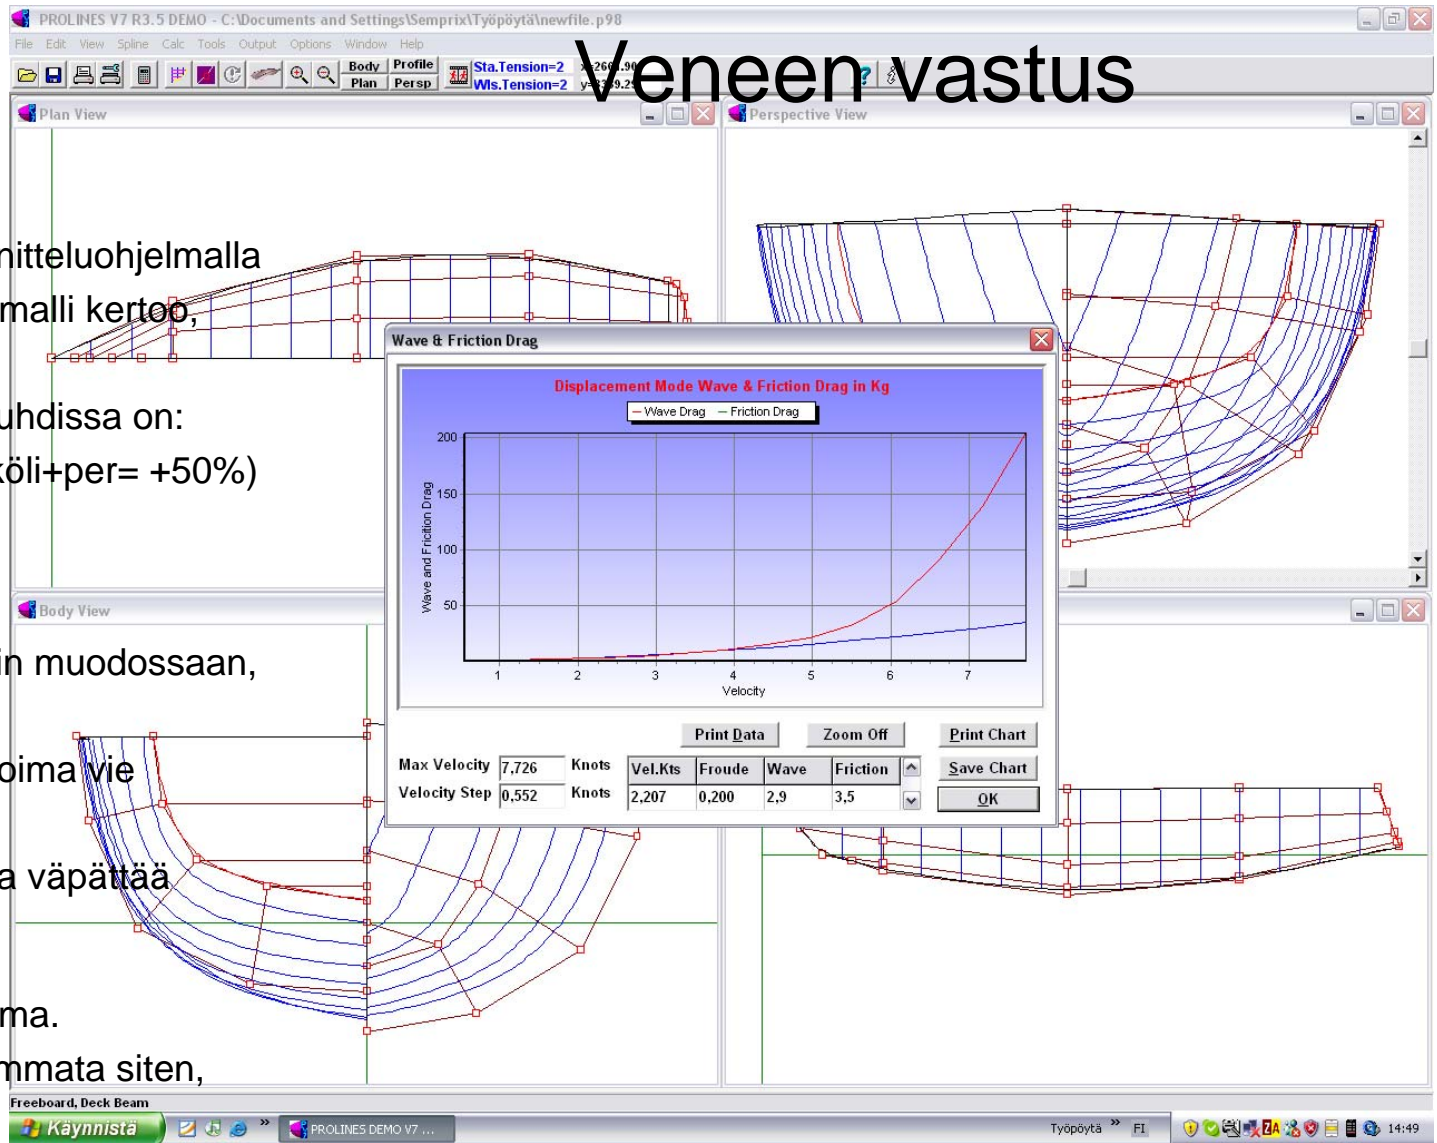 PROLINES V7 R3.5 DEMO - C:\Documents and Settings\Semprix\Työpöytä\newfile.p98
File Edit View Spline Calc Tools Output Options Window Help
Veneen vastus
Body Profile Sta.Tension=2
Plan Persp Wls.Tension=2
Plan View
Perspective View
nitteluohjelmalla
malli kertoo,
uhdissa on:
köli+per= +50%)
in muodossaan,
oima vie
a väpättää
ma.
mmata siten,
Wave & Friction Drag
Displacement Mode Wave & Friction Drag in Kg
Wave Drag Friction Drag
200
150
100
50
Wave and Friction Drag
1 2 3 4 5 6 7
Velocity
Print Data Zoom Off Print Chart
Max Velocity 7,726 Knots
Velocity Step 0,552 Knots
Vel.Kts Froude Wave Friction
2,207 0,200 2,9 3,5
Save Chart
OK
Body View
Freeboard, Deck Beam
Käynnistä
PROLINES DEMO V7 ...
Työpöytä » FI 14:49